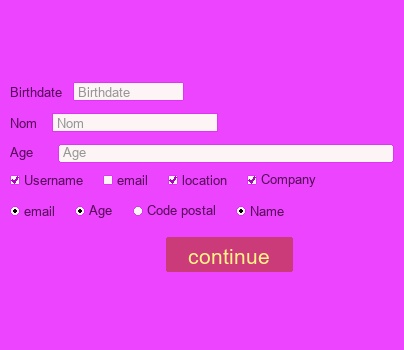 Birthdate Birthdate
Nom Nom
Age Age
Username email location Company
email Age Code postal Name
continue